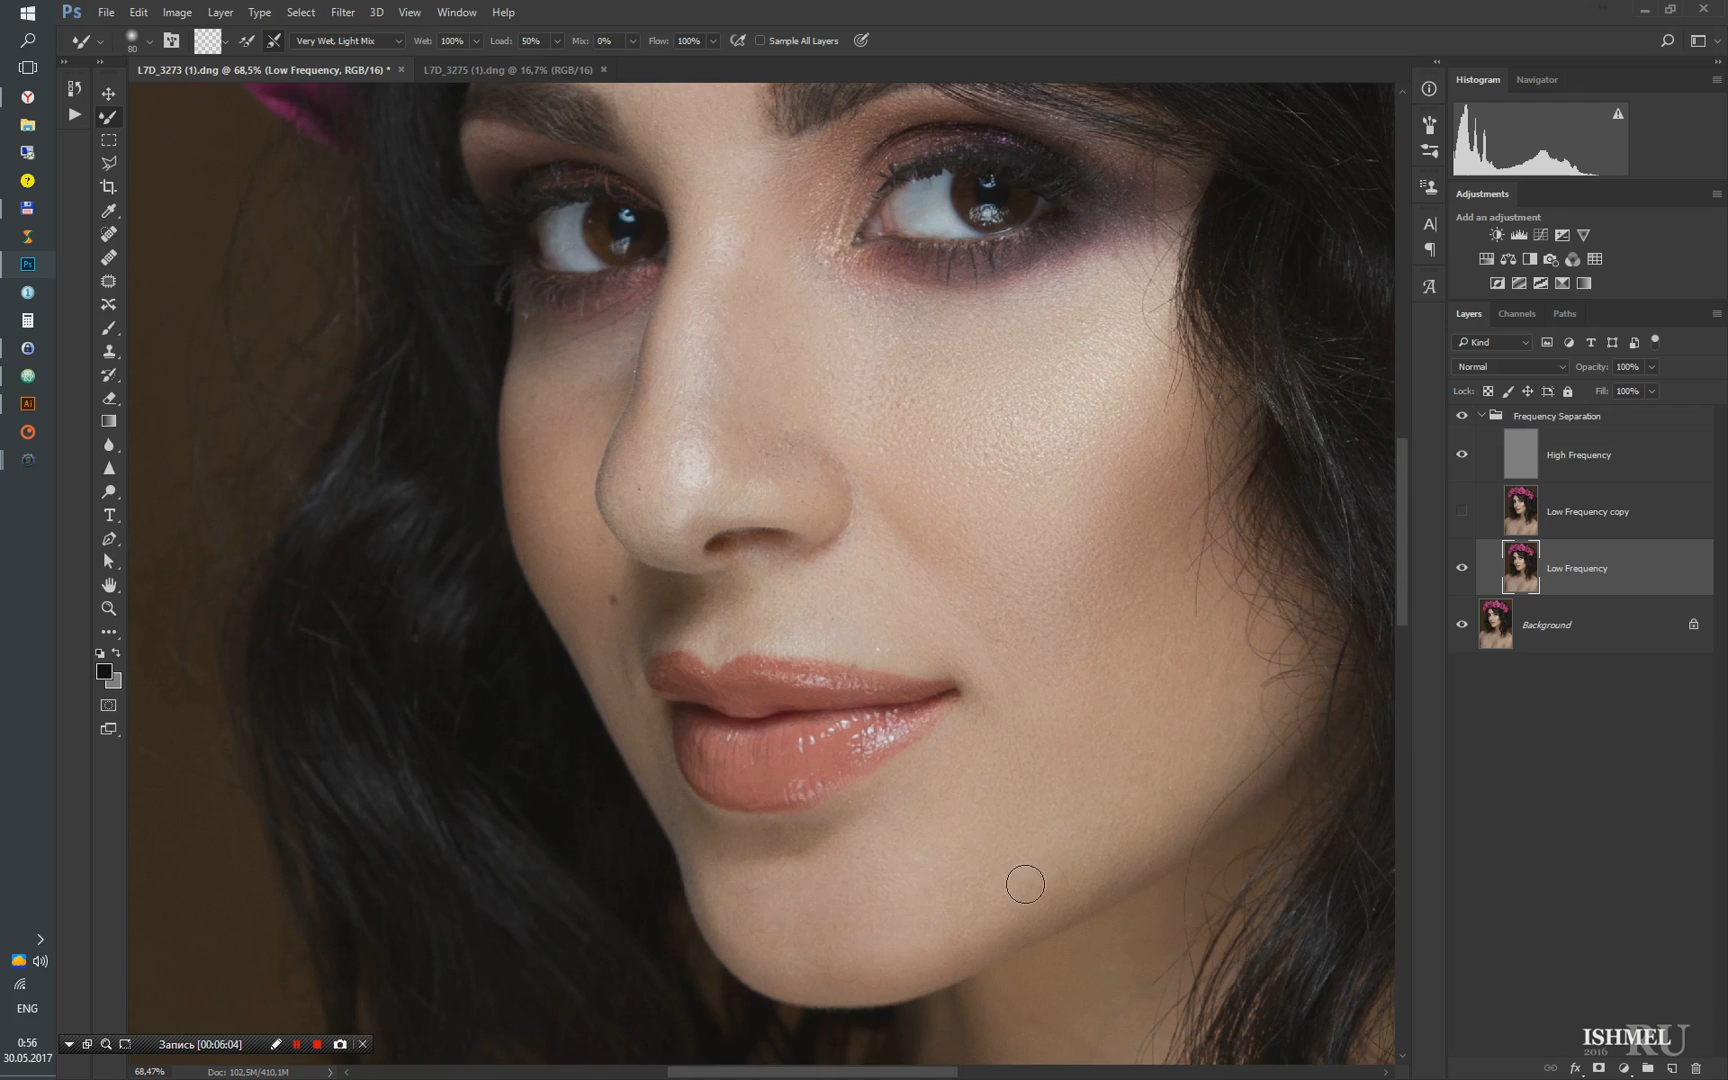 Ps File Edit Image Layer Type Select Filter 3D View Window Help
80 Very Wet, Light Mix Wet: 100% Load: 50% Mix: 0% Flow: 100% Sample All Layers
L7D_3273 (1).dng @ 68,5% (Low Frequency, RGB/16) * × L7D_3275 (1).dng @ 16,7% (RGB/16) ×
Histogram Navigator
Adjustments
Add an adjustment
Layers Channels Paths
Kind
Normal Opacity: 100%
Lock: Fill: 100%
Frequency Separation
High Frequency
Low Frequency copy
Low Frequency
Background
Ps
Ai
ENG
0:56
30.05.2017
Запись [00:06:04]
68,47% Doc: 102,5M/410,1M
ISHMEL
2016 RU